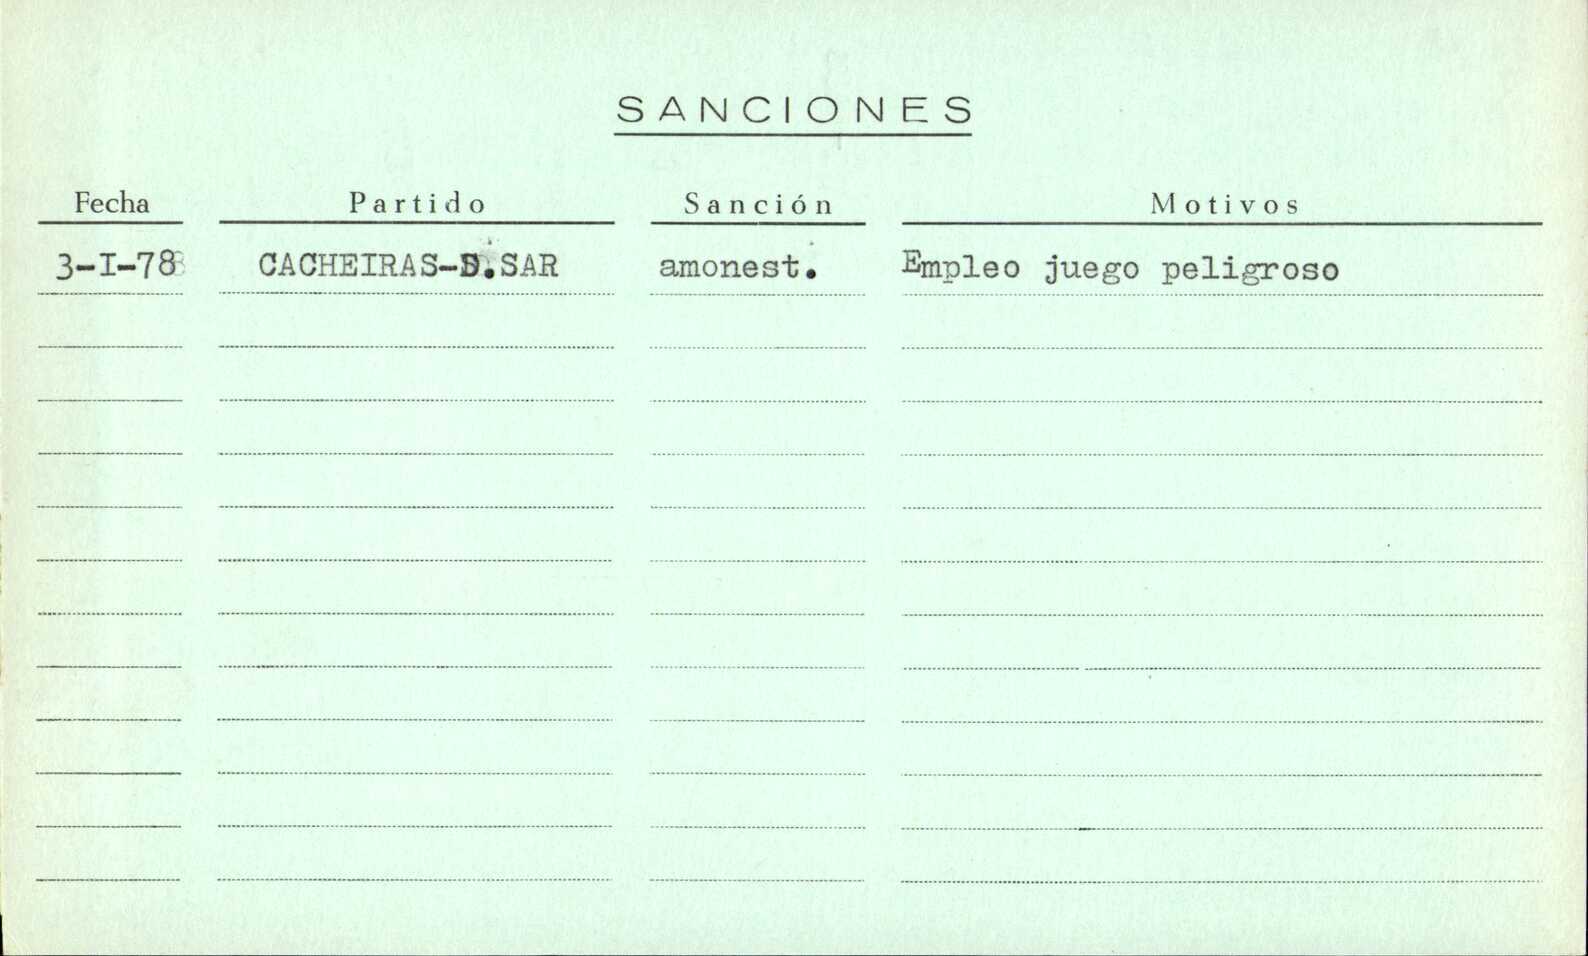 SANCIONES
Fecha Partido Sanción Motivos
3-I-78 CACHEIRAS-D.SAR amonest. Empleo juego peligroso